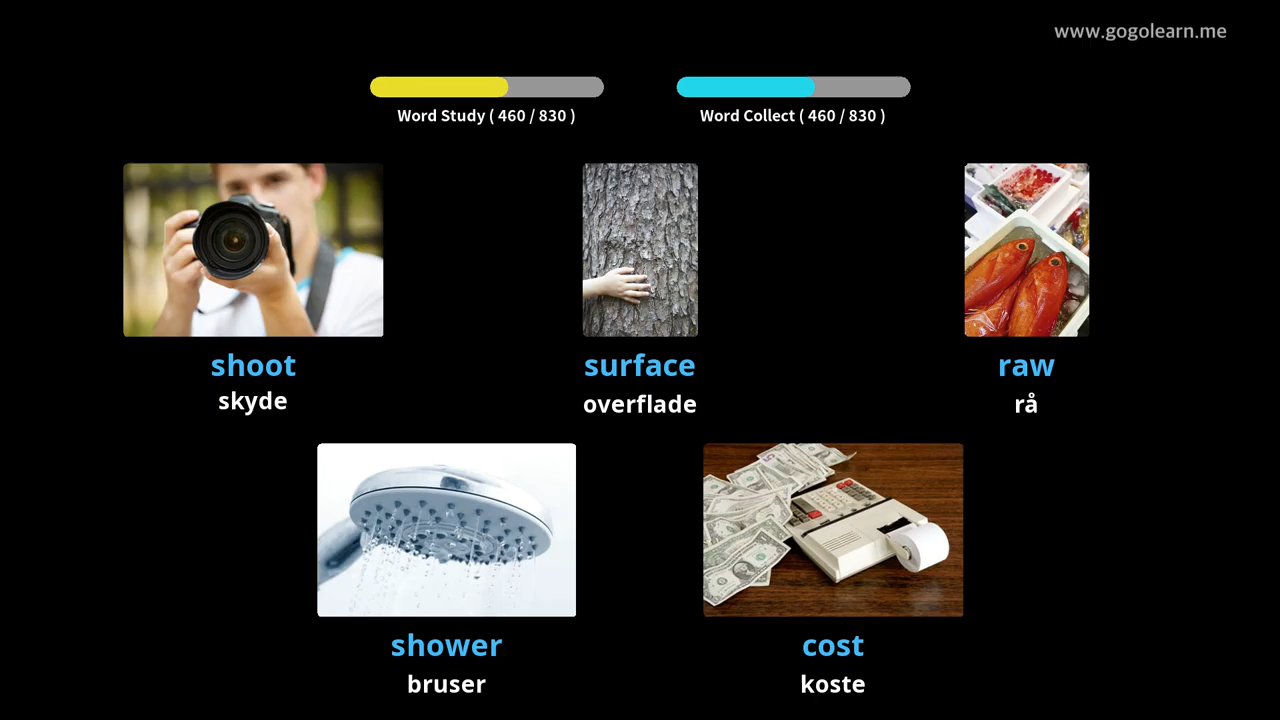 www.gogolearn.me
Word Study ( 460 / 830 )
Word Collect ( 460 / 830 )
shoot
skyde
surface
overflade
raw
rå
shower
bruser
cost
koste